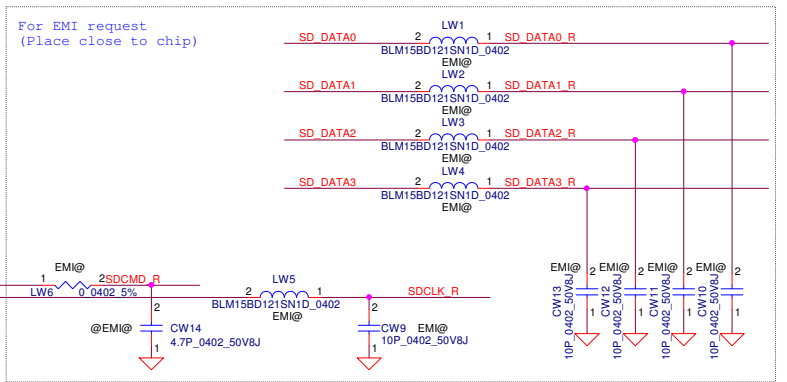 For EMI request
(Place close to chip)
LW1
SD_DATA0 2 1 SD_DATA0_R
BLM15BD121SN1D_0402
EMI@
LW2
SD_DATA1 2 1 SD_DATA1_R
BLM15BD121SN1D_0402
EMI@
LW3
SD_DATA2 2 1 SD_DATA2_R
BLM15BD121SN1D_0402
EMI@
LW4
SD_DATA3 2 1 SD_DATA3_R
BLM15BD121SN1D_0402
EMI@
EMI@
1 2 SDCMD_R
LW6 0_0402_5%
LW5
2 1 SDCLK_R
BLM15BD121SN1D_0402
EMI@
2
@EMI@ CW14
4.7P_0402_50V8J
1
2
CW9 EMI@
10P_0402_50V8J
1
EMI@ 2
CW13
10P_0402_50V8J
1
EMI@ 2
CW12
10P_0402_50V8J
1
EMI@ 2
CW11
10P_0402_50V8J
1
EMI@ 2
CW10
10P_0402_50V8J
1